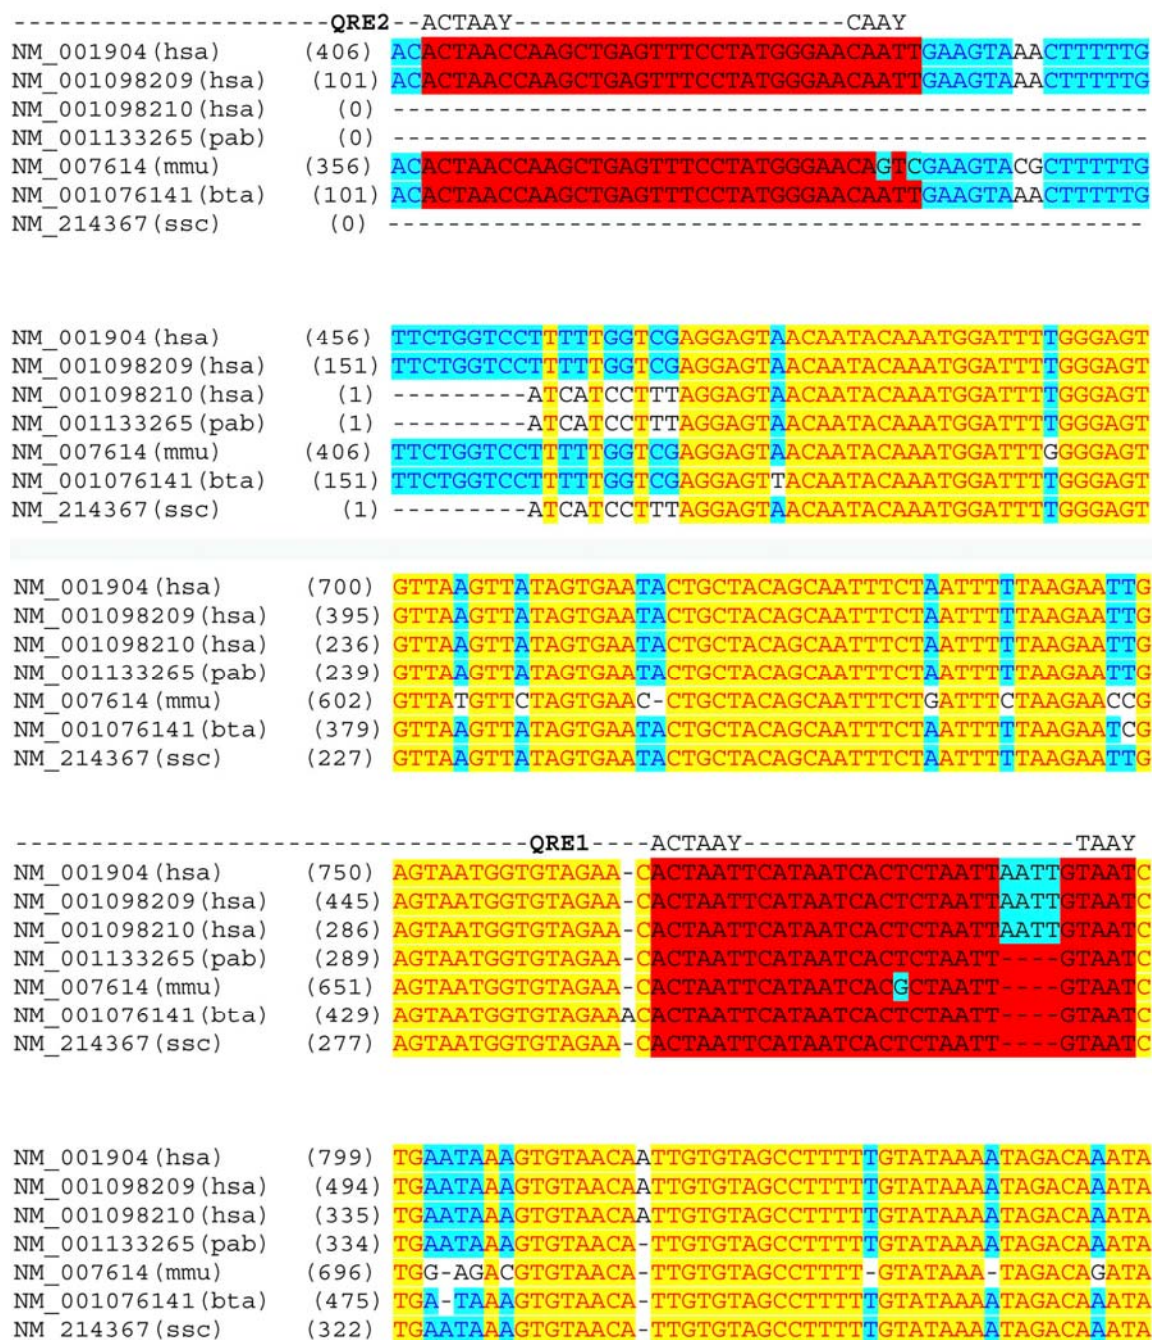 ---------------------QRE2--ACTAAY----------------------CAAY
NM_001904(hsa) (406) ACACTAACCAAGCTGAGTTTCCTATGGGAACAATTGAAGTAAACTTTTTG
NM_001098209(hsa) (101) ACACTAACCAAGCTGAGTTTCCTATGGGAACAATTGAAGTAAACTTTTTG
NM_001098210(hsa) (0) --------------------------------------------------
NM_001133265(pab) (0) --------------------------------------------------
NM_007614(mmu) (356) ACACTAACCAAGCTGAGTTTCCTATGGGAACAGTCGAAGTACGCTTTTTG
NM_001076141(bta) (101) ACACTAACCAAGCTGAGTTTCCTATGGGAACAATTGAAGTAAACTTTTTG
NM_214367(ssc) (0) --------------------------------------------------
NM_001904(hsa) (456) TTCTGGTCCTTTTTGGTCGAGGAGTAACAATACAAATGGATTTTGGGAGT
NM_001098209(hsa) (151) TTCTGGTCCTTTTTGGTCGAGGAGTAACAATACAAATGGATTTTGGGAGT
NM_001098210(hsa) (1) ---------ATCATCCTTTAGGAGTAACAATACAAATGGATTTTGGGAGT
NM_001133265(pab) (1) ---------ATCATCCTTTAGGAGTAACAATACAAATGGATTTTGGGAGT
NM_007614(mmu) (406) TTCTGGTCCTTTTTGGTCGAGGAGTAACAATACAAATGGATTTGGGGAGT
NM_001076141(bta) (151) TTCTGGTCCTTTTTGGTCGAGGAGTTACAATACAAATGGATTTTGGGAGT
NM_214367(ssc) (1) ---------ATCATCCTTTAGGAGTAACAATACAAATGGATTTTGGGAGT
NM_001904(hsa) (700) GTTAAGTTATAGTGAATACTGCTACAGCAATTTCTAATTTTTAAGAATTG
NM_001098209(hsa) (395) GTTAAGTTATAGTGAATACTGCTACAGCAATTTCTAATTTTTAAGAATTG
NM_001098210(hsa) (236) GTTAAGTTATAGTGAATACTGCTACAGCAATTTCTAATTTTTAAGAATTG
NM_001133265(pab) (239) GTTAAGTTATAGTGAATACTGCTACAGCAATTTCTAATTTTTAAGAATTG
NM_007614(mmu) (602) GTTATGTTCTAGTGAAC-CTGCTACAGCAATTTCTGATTTCTAAGAACCG
NM_001076141(bta) (379) GTTAAGTTATAGTGAATACTGCTACAGCAATTTCTAATTTTTAAGAATCG
NM_214367(ssc) (227) GTTAAGTTATAGTGAATACTGCTACAGCAATTTCTAATTTTTAAGAATTG
----------------------------------QRE1----ACTAAY----------------------TAAY
NM_001904(hsa) (750) AGTAATGGTGTAGAA-CACTAATTCATAATCACTCTAATTAATTGTAATC
NM_001098209(hsa) (445) AGTAATGGTGTAGAA-CACTAATTCATAATCACTCTAATTAATTGTAATC
NM_001098210(hsa) (286) AGTAATGGTGTAGAA-CACTAATTCATAATCACTCTAATTAATTGTAATC
NM_001133265(pab) (289) AGTAATGGTGTAGAA-CACTAATTCATAATCACTCTAATT----GTAATC
NM_007614(mmu) (651) AGTAATGGTGTAGAA-CACTAATTCATAATCACGCTAATT----GTAATC
NM_001076141(bta) (429) AGTAATGGTGTAGAAACACTAATTCATAATCACTCTAATT----GTAATC
NM_214367(ssc) (277) AGTAATGGTGTAGAA-CACTAATTCATAATCACTCTAATT----GTAATC
NM_001904(hsa) (799) TGAATAAAGTGTAACAATTGTGTAGCCTTTTTGTATAAAATAGACAAATA
NM_001098209(hsa) (494) TGAATAAAGTGTAACAATTGTGTAGCCTTTTTGTATAAAATAGACAAATA
NM_001098210(hsa) (335) TGAATAAAGTGTAACAATTGTGTAGCCTTTTTGTATAAAATAGACAAATA
NM_001133265(pab) (334) TGAATAAAGTGTAACA-TTGTGTAGCCTTTTTGTATAAAATAGACAAATA
NM_007614(mmu) (696) TGG-AGACGTGTAACA-TTGTGTAGCCTTTT-GTATAAA-TAGACAGATA
NM_001076141(bta) (475) TGA-TAAAGTGTAACA-TTGTGTAGCCTTTTTGTATAAAATAGACAAATA
NM_214367(ssc) (322) TGAATAAAGTGTAACA-TTGTGTAGCCTTTTTGTATAAAATAGACAAATA